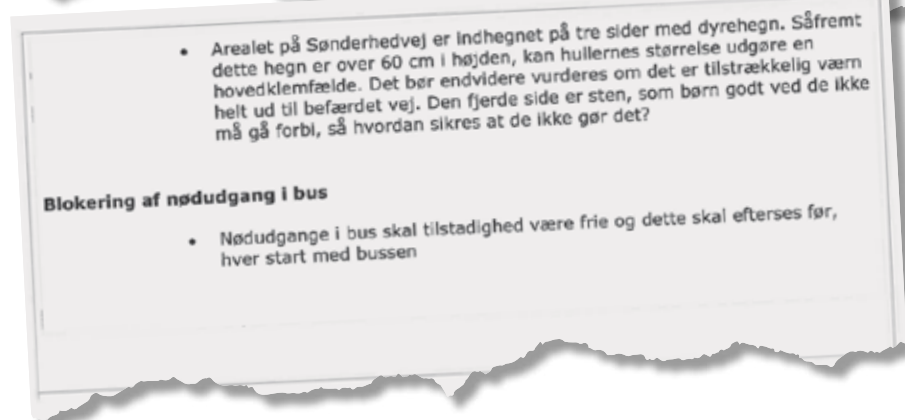 • Arealet på Sønderhedvej er indhegnet på tre sider med dyrehegn. Såfremt
dette hegn er over 60 cm i højden, kan hullernes størrelse udgøre en
hovedklemfælde. Det bør endvidere vurderes om det er tilstrækkelig værn
helt ud til befærdet vej. Den fjerde side er sten, som børn godt ved de ikke
må gå forbi, så hvordan sikres at de ikke gør det?
Blokering af nødudgang i bus
• Nødudgange i bus skal tilstadighed være frie og dette skal efterses før,
hver start med bussen